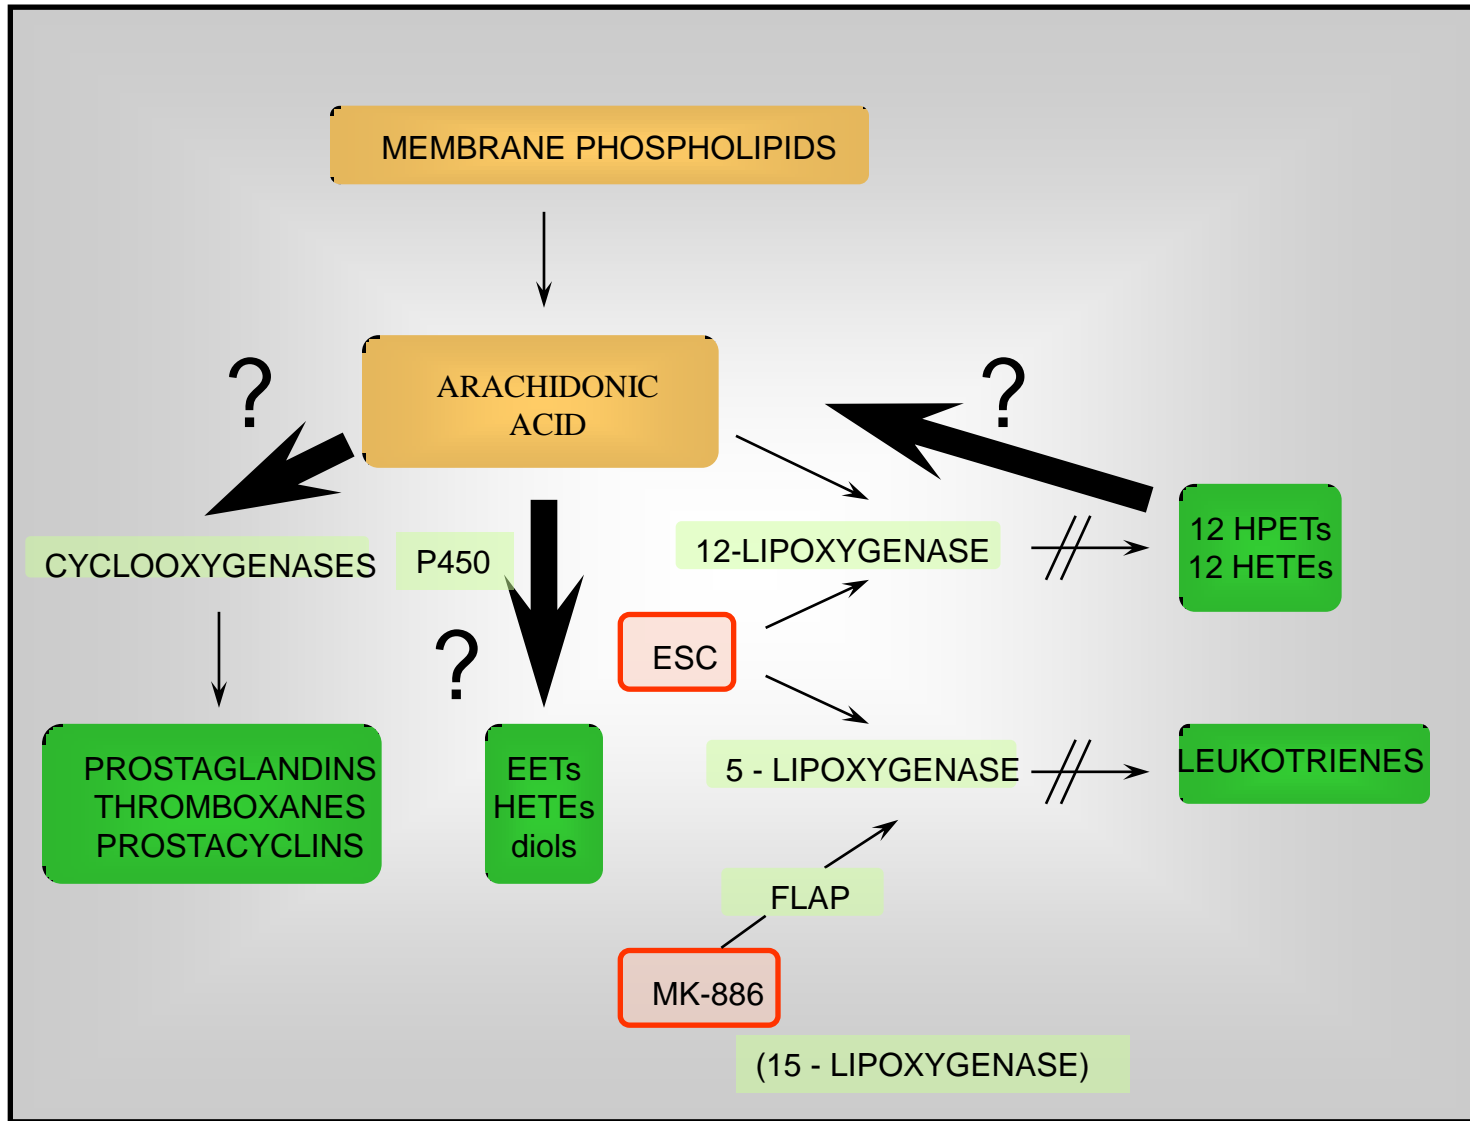 MEMBRANE PHOSPHOLIPIDS
?
ARACHIDONIC
ACID
?
CYCLOOXYGENASES
P450
12-LIPOXYGENASE
12 HPETs
12 HETEs
?
ESC
PROSTAGLANDINS
THROMBOXANES
PROSTACYCLINS
EETs
HETEs
diols
5 - LIPOXYGENASE
LEUKOTRIENES
FLAP
MK-886
(15 - LIPOXYGENASE)